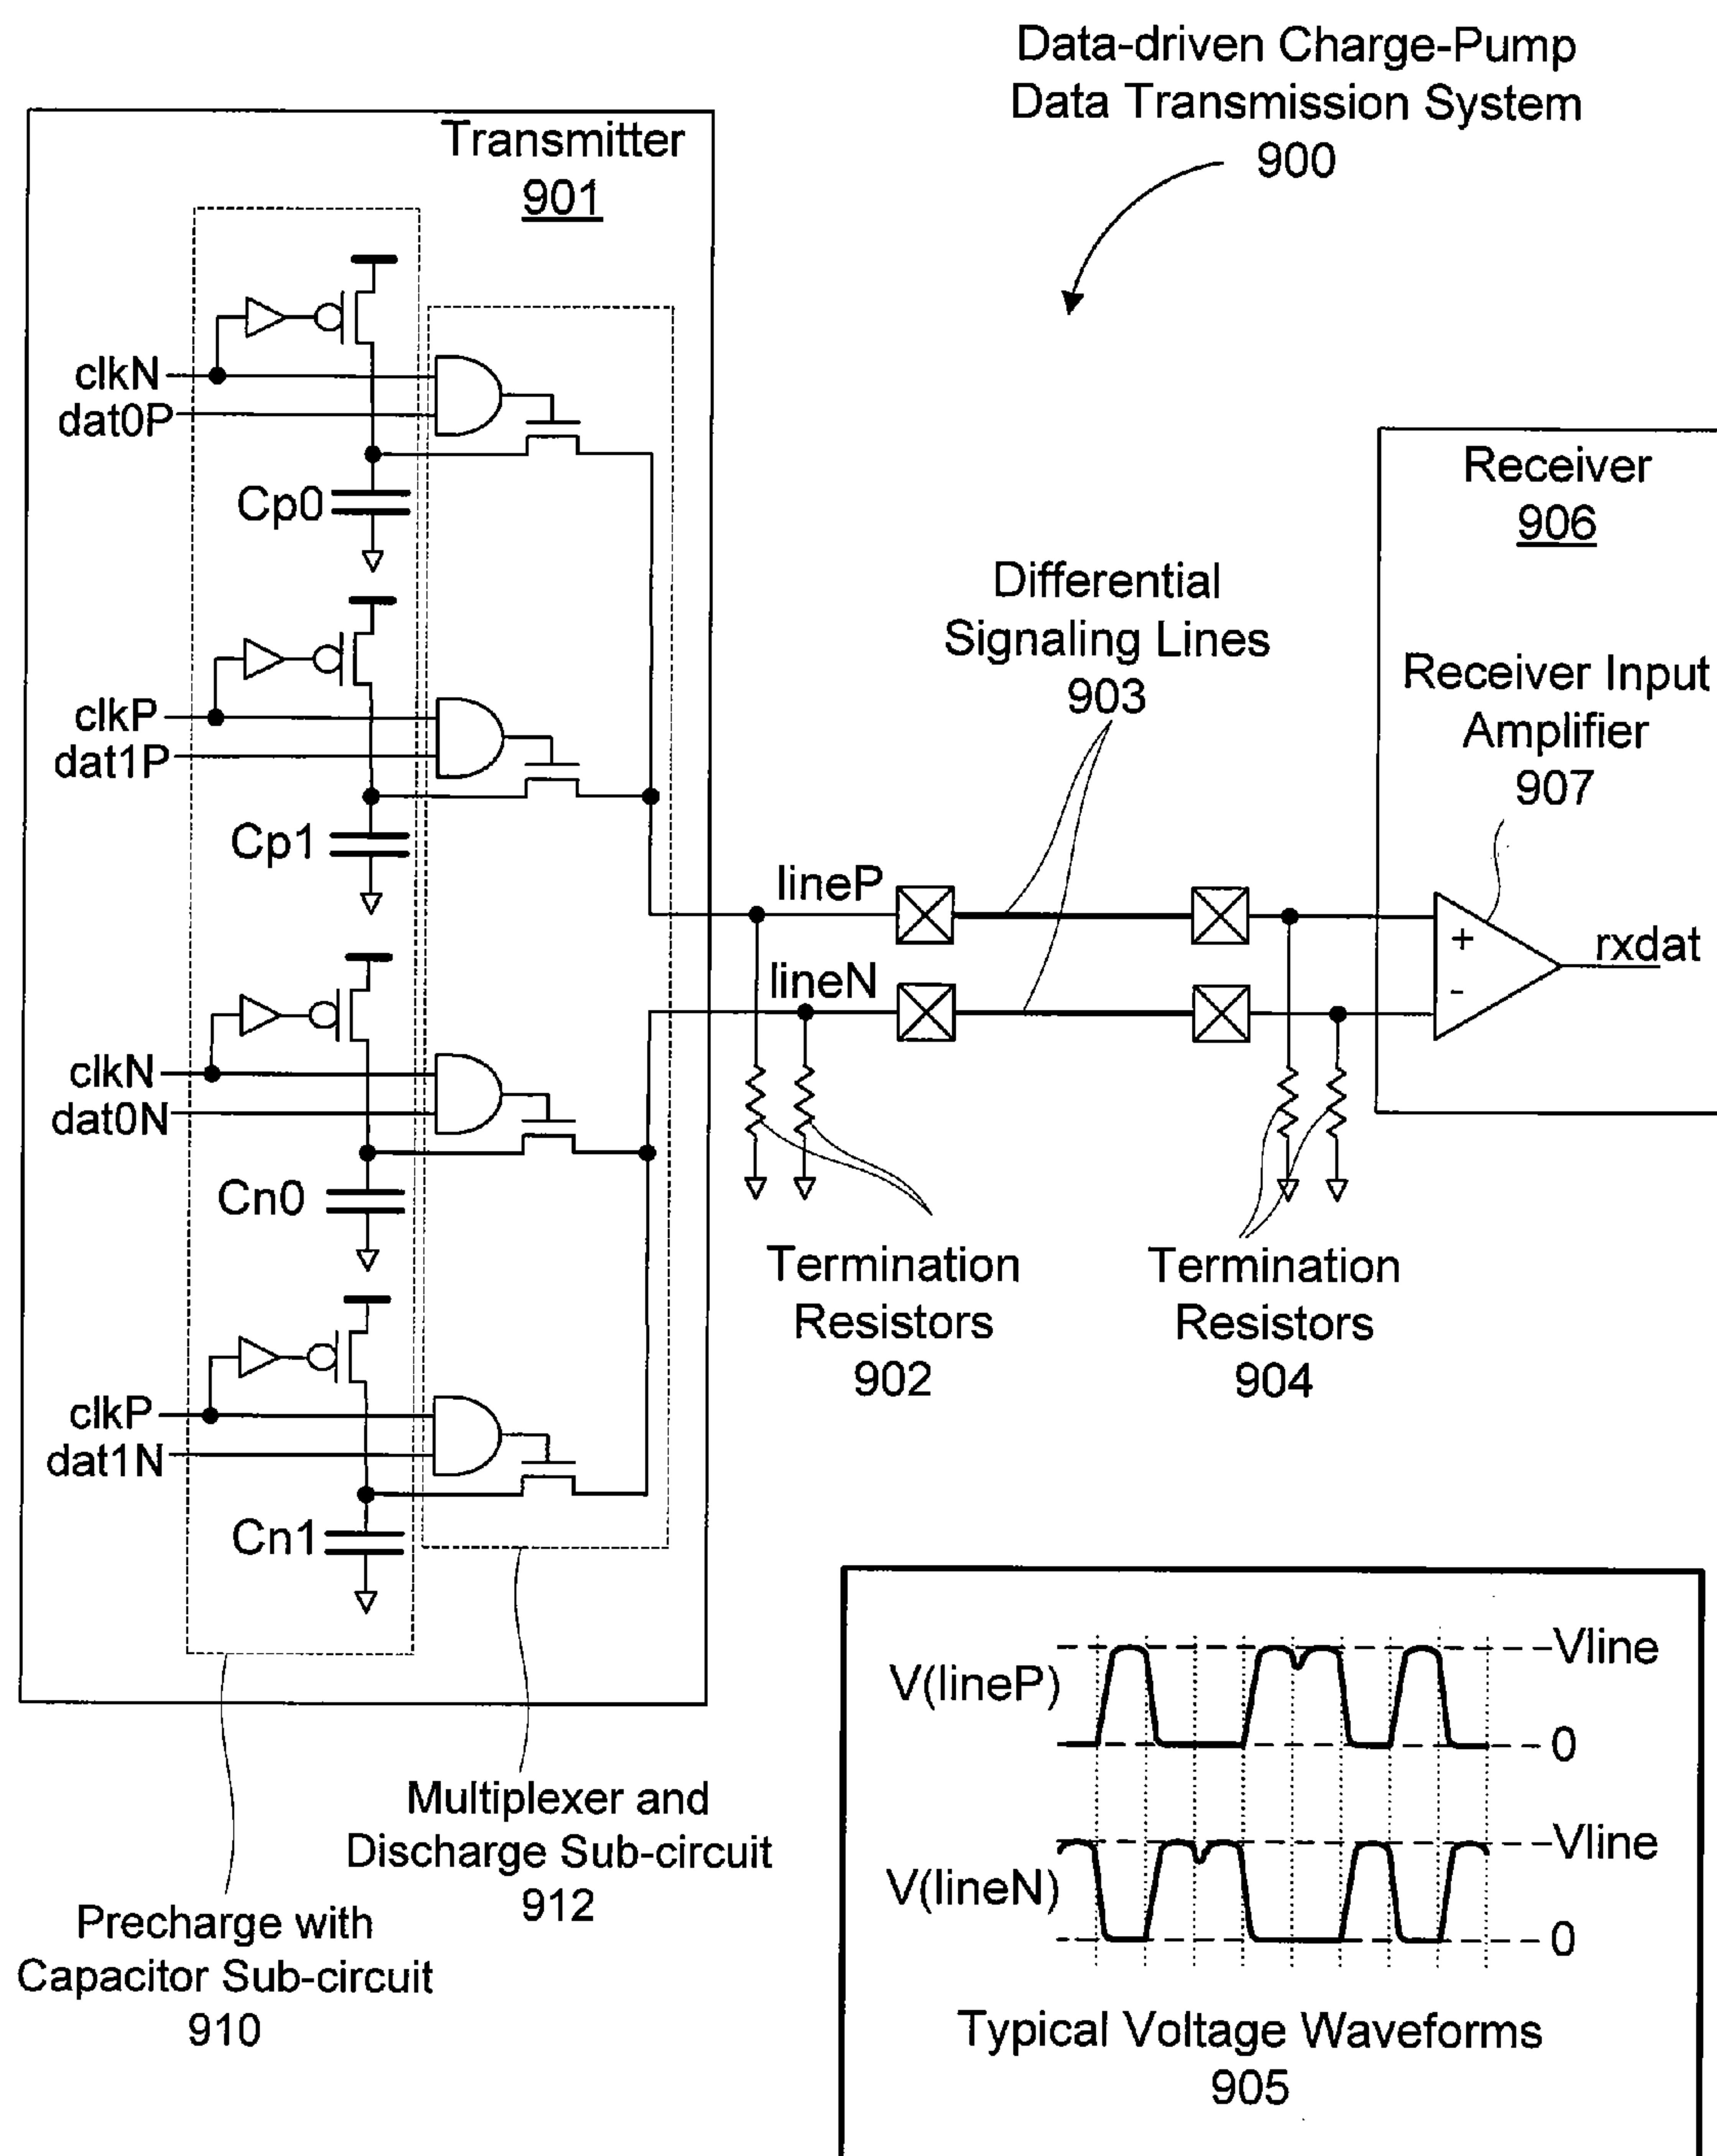 Data-driven Charge-Pump
Data Transmission System
900
Transmitter
901
clkN
dat0P
Cp0
clkP
dat1P
Cp1
clkN
dat0N
Cn0
clkP
dat1N
Cn1
Differential
Signaling Lines
903
lineP
lineN
Receiver
906
Receiver Input
Amplifier
907
+
-
rxdat
Termination
Resistors
902
Termination
Resistors
904
Multiplexer and
Discharge Sub-circuit
912
Precharge with
Capacitor Sub-circuit
910
V(lineP)
Vline
0
V(lineN)
Vline
0
Typical Voltage Waveforms
905